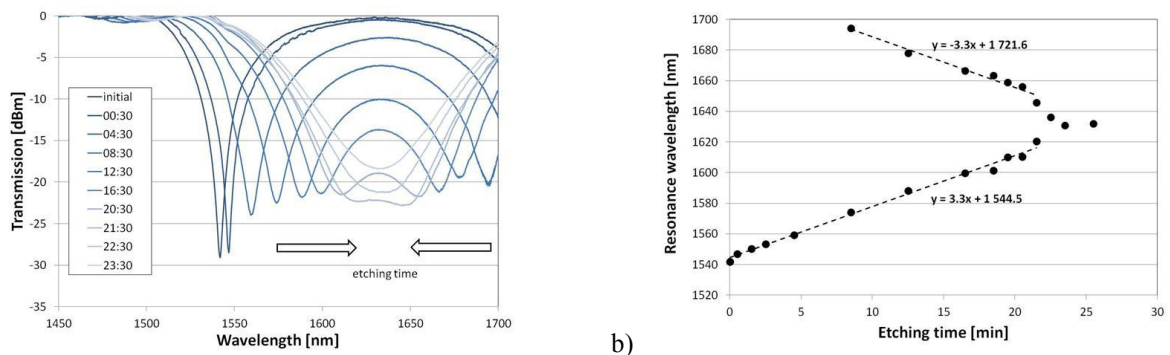 0
-5
-10
-15
-20
-25
-30
-35
Transmission [dBm]
initial
00:30
04:30
08:30
12:30
16:30
20:30
21:30
22:30
23:30
etching time
1450 1500 1550 1600 1650 1700
Wavelength [nm]
b)
1700
1680
1660
1640
1620
1600
1580
1560
1540
1520
Resonance wavelength [nm]
y = -3.3x + 1 721.6
y = 3.3x + 1 544.5
0 5 10 15 20 25 30
Etching time [min]